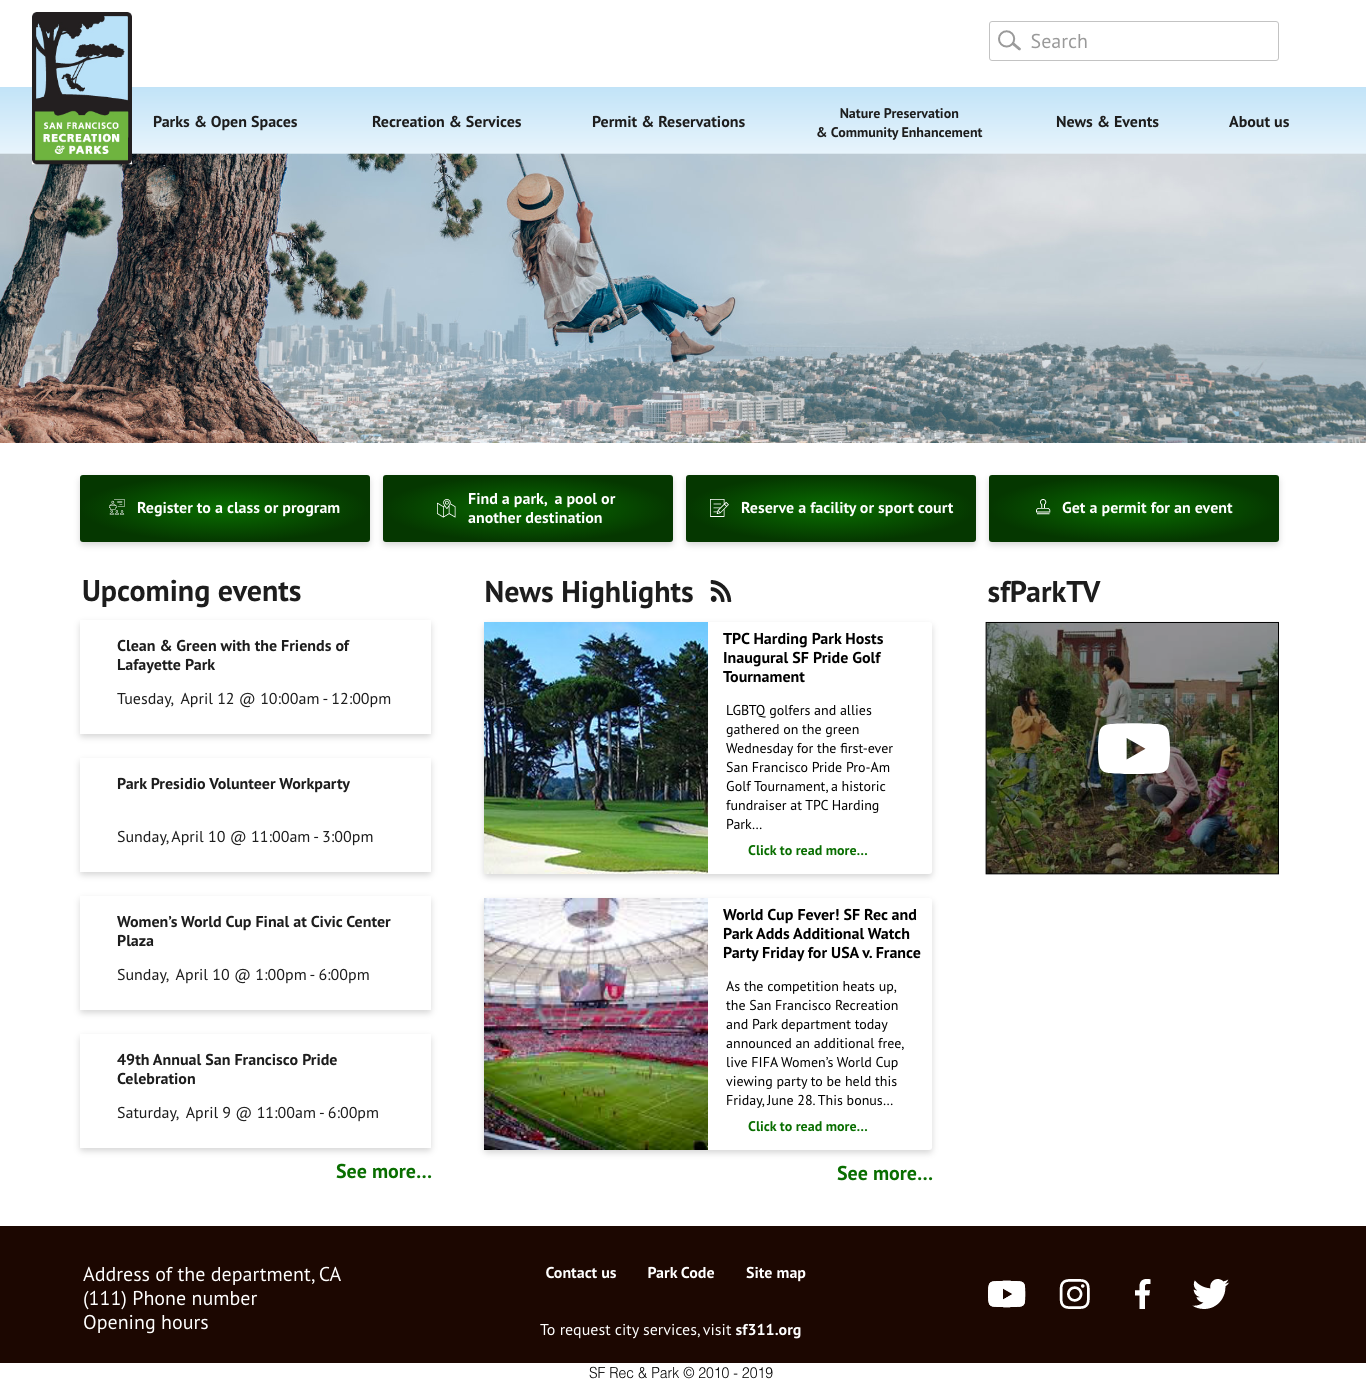 Search
SAN FRANCISCO
RECREATION
& PARKS
Parks & Open Spaces
Recreation & Services
Permit & Reservations
Nature Preservation
& Community Enhancement
News & Events
About us
Register to a class or program
Find a park,  a pool or
another destination
Reserve a facility or sport court
Get a permit for an event
Upcoming events
Clean & Green with the Friends of
Lafayette Park
Tuesday,  April 12 @ 10:00am - 12:00pm
Park Presidio Volunteer Workparty
Sunday, April 10 @ 11:00am - 3:00pm
Women’s World Cup Final at Civic Center
Plaza
Sunday,  April 10 @ 1:00pm - 6:00pm
49th Annual San Francisco Pride
Celebration
Saturday,  April 9 @ 11:00am - 6:00pm
See more...
News Highlights
TPC Harding Park Hosts
Inaugural SF Pride Golf
Tournament
LGBTQ golfers and allies
gathered on the green
Wednesday for the first-ever
San Francisco Pride Pro-Am
Golf Tournament, a historic
fundraiser at TPC Harding
Park...
Click to read more...
World Cup Fever! SF Rec and
Park Adds Additional Watch
Party Friday for USA v. France
As the competition heats up,
the San Francisco Recreation
and Park department today
announced an additional free,
live FIFA Women’s World Cup
viewing party to be held this
Friday, June 28. This bonus...
Click to read more...
See more...
sfParkTV
Address of the department, CA
(111) Phone number
Opening hours
Contact us
Park Code
Site map
To request city services, visit sf311.org
SF Rec & Park © 2010 - 2019